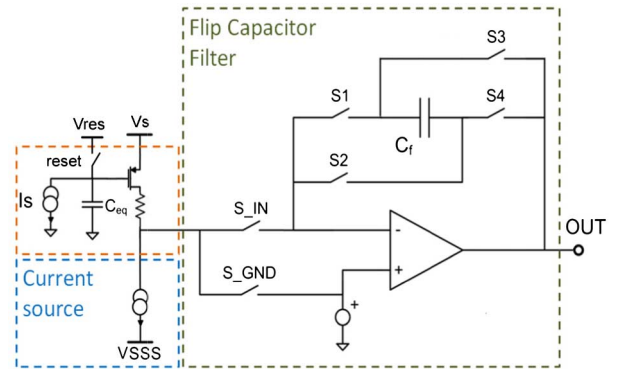 Flip Capacitor
Filter
S3
S1
S4
Vres
Vs
Cf
reset
S2
Is
Ceq
S_IN
-
OUT
S_GND
+
Current
source
+
VSSS